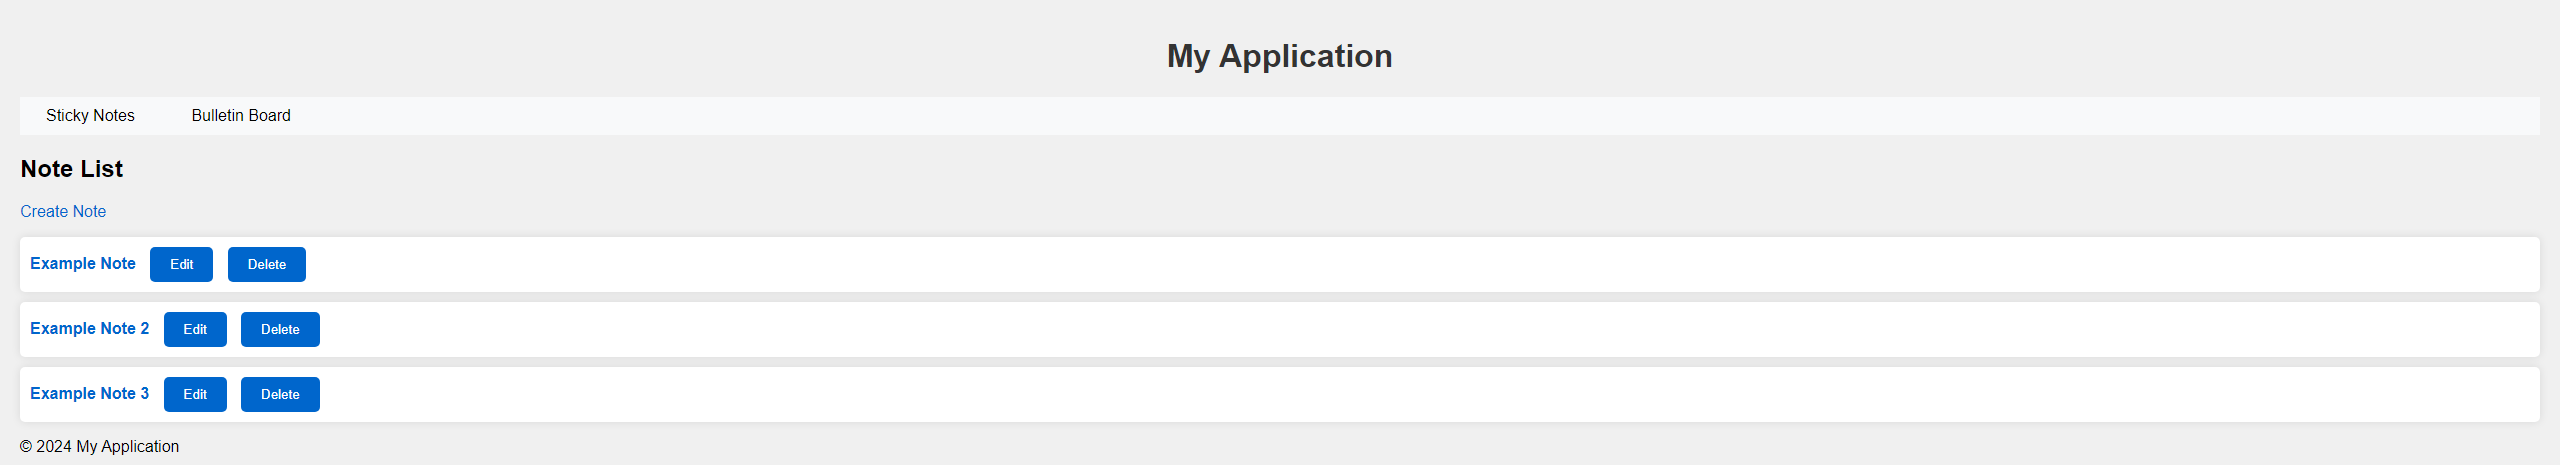 My Application
Sticky Notes Bulletin Board
Note List
Create Note
Example Note Edit Delete
Example Note 2 Edit Delete
Example Note 3 Edit Delete
© 2024 My Application